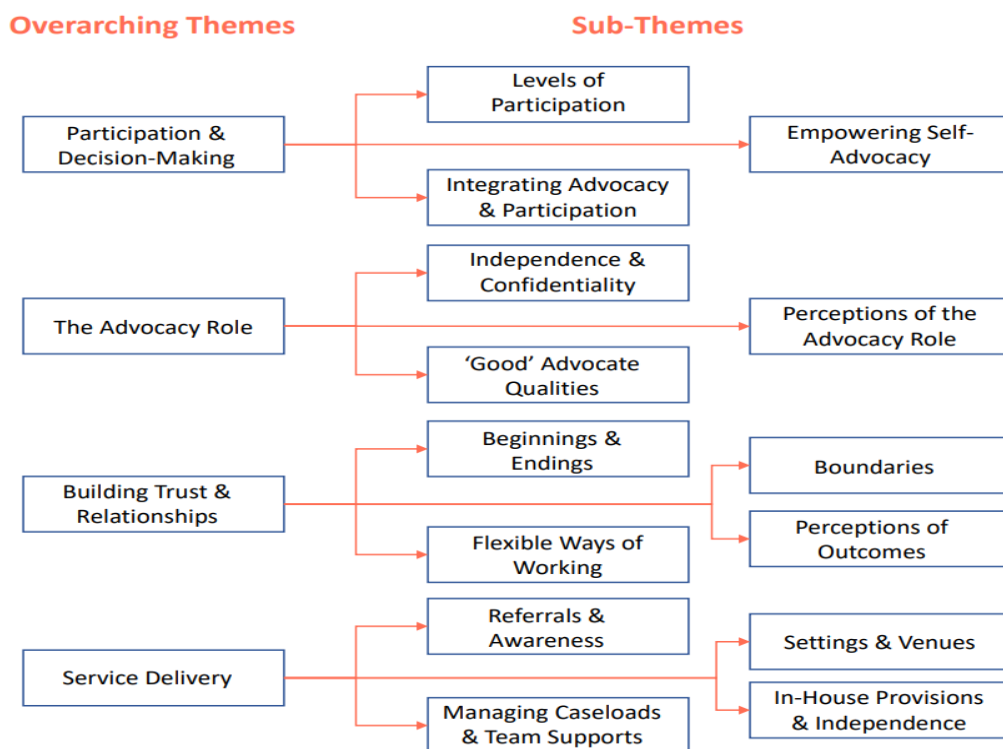 Overarching Themes
Sub-Themes
Participation &
Decision-Making
Levels of
Participation
Integrating Advocacy
& Participation
Empowering Self-
Advocacy
The Advocacy Role
Independence &
Confidentiality
‘Good’ Advocate
Qualities
Perceptions of the
Advocacy Role
Building Trust &
Relationships
Beginnings &
Endings
Flexible Ways of
Working
Boundaries
Perceptions of
Outcomes
Service Delivery
Referrals &
Awareness
Managing Caseloads
& Team Supports
Settings & Venues
In-House Provisions
& Independence